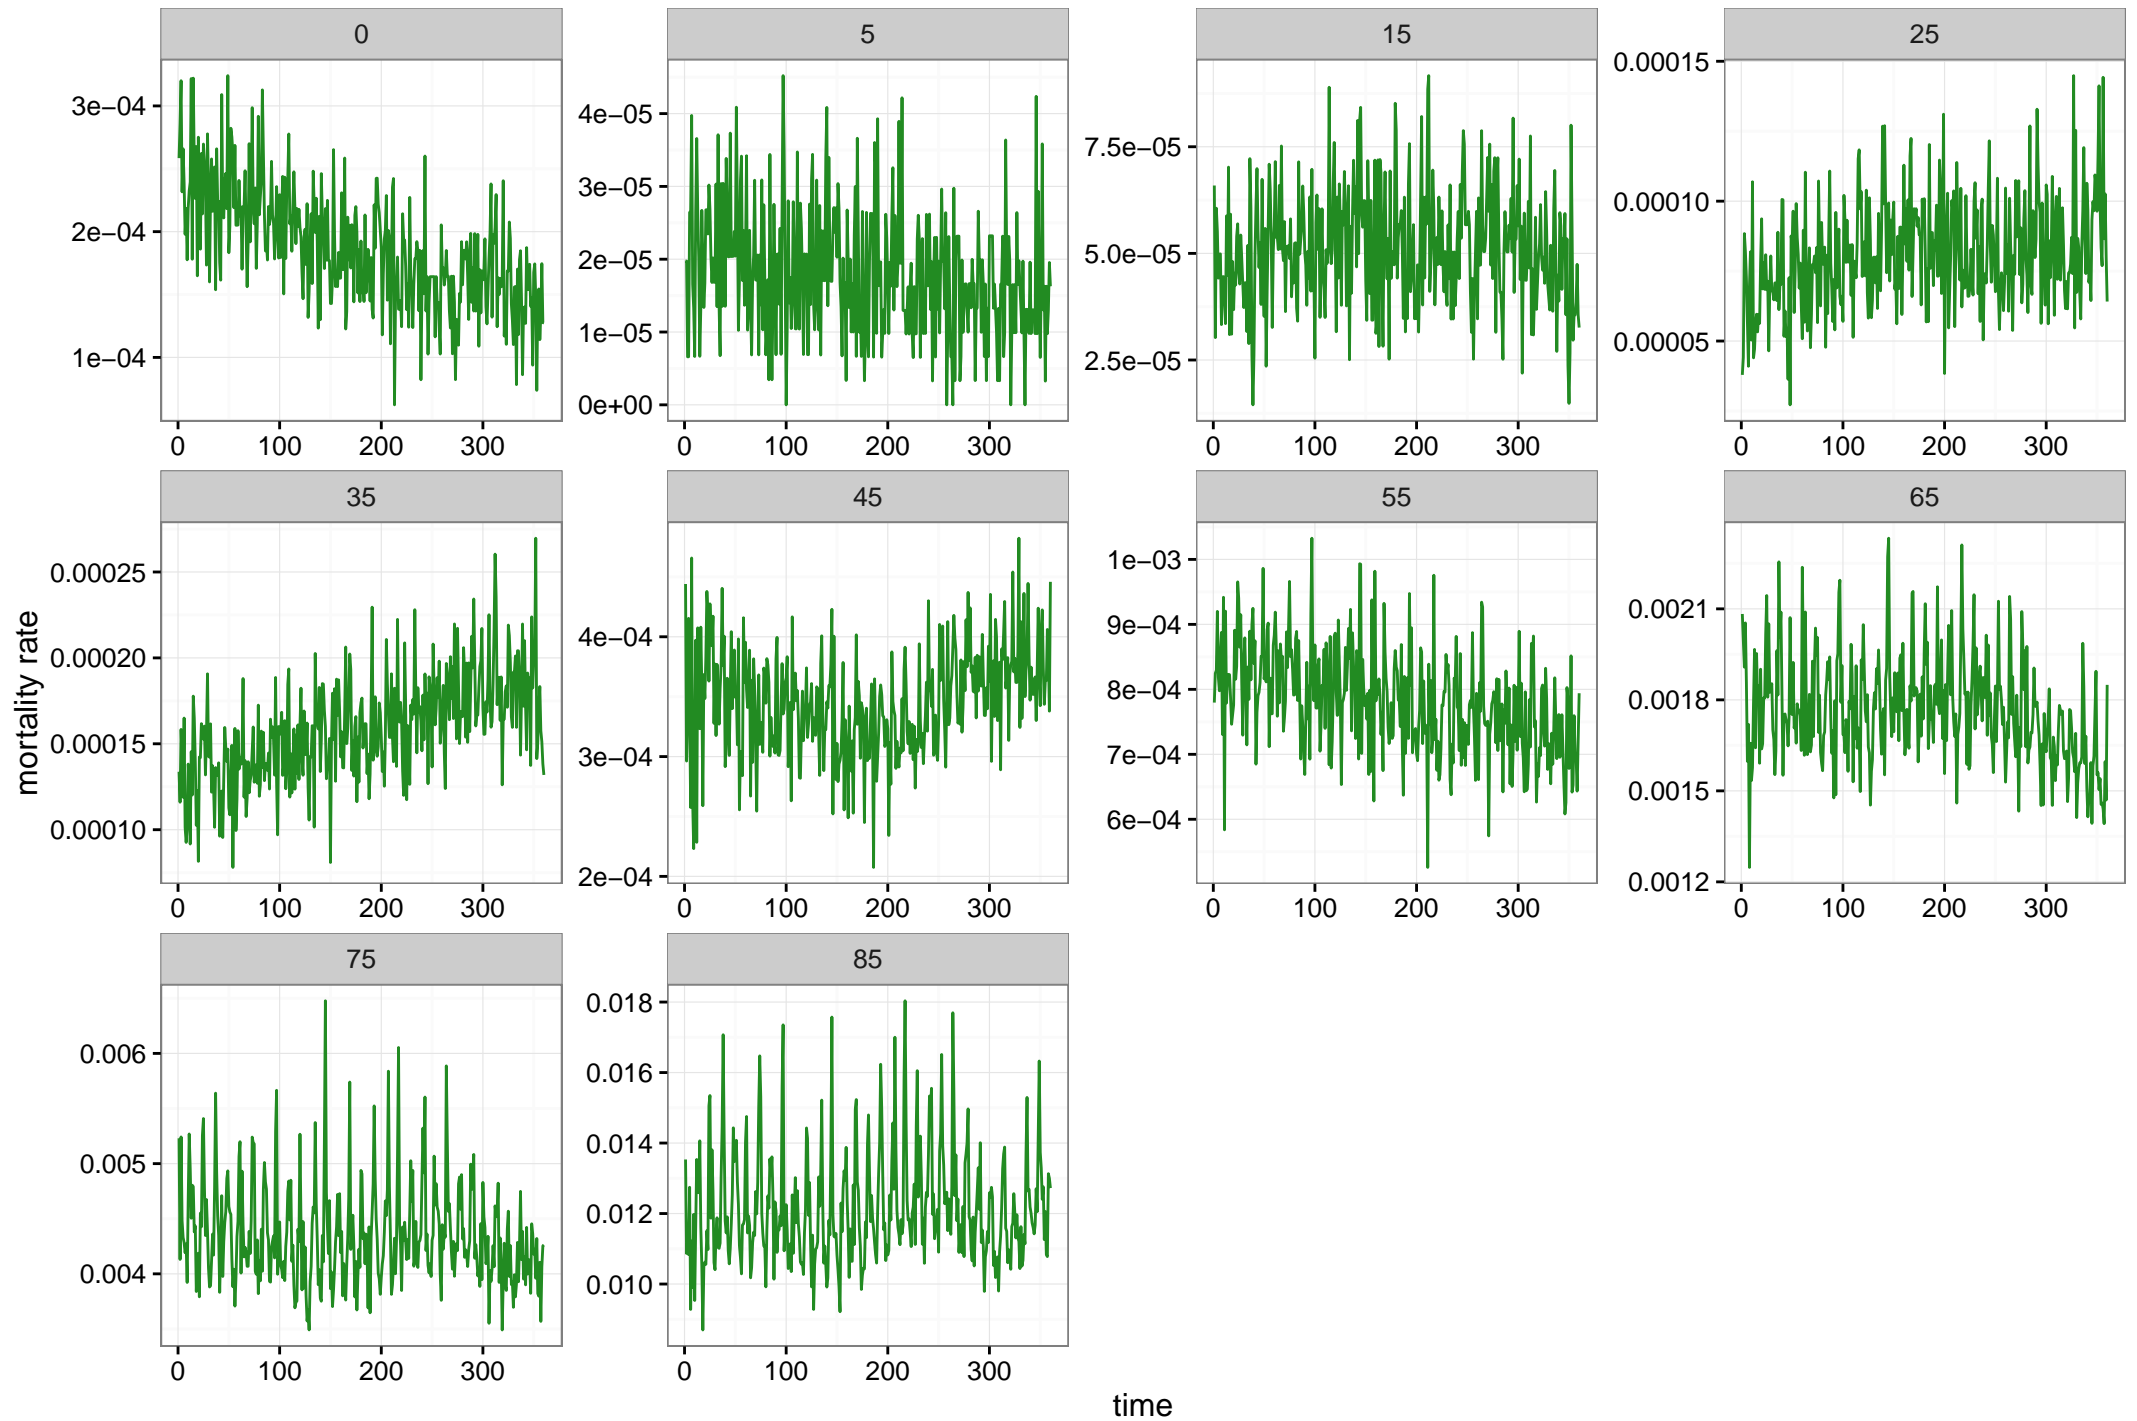 0
5
15
25
3e−04
2e−04
1e−04
4e−05
3e−05
2e−05
1e−05
0e+00
7.5e−05
5.0e−05
2.5e−05
0.00015
0.00010
0.00005
0 100 200 300
0 100 200 300
0 100 200 300
0 100 200 300
35
45
55
65
0.00025
0.00020
0.00015
0.00010
4e−04
3e−04
2e−04
1e−03
9e−04
8e−04
7e−04
6e−04
0.0021
0.0018
0.0015
0.0012
0 100 200 300
0 100 200 300
0 100 200 300
0 100 200 300
mortality rate
75
85
0.006
0.005
0.004
0.018
0.016
0.014
0.012
0.010
0 100 200 300
0 100 200 300
time